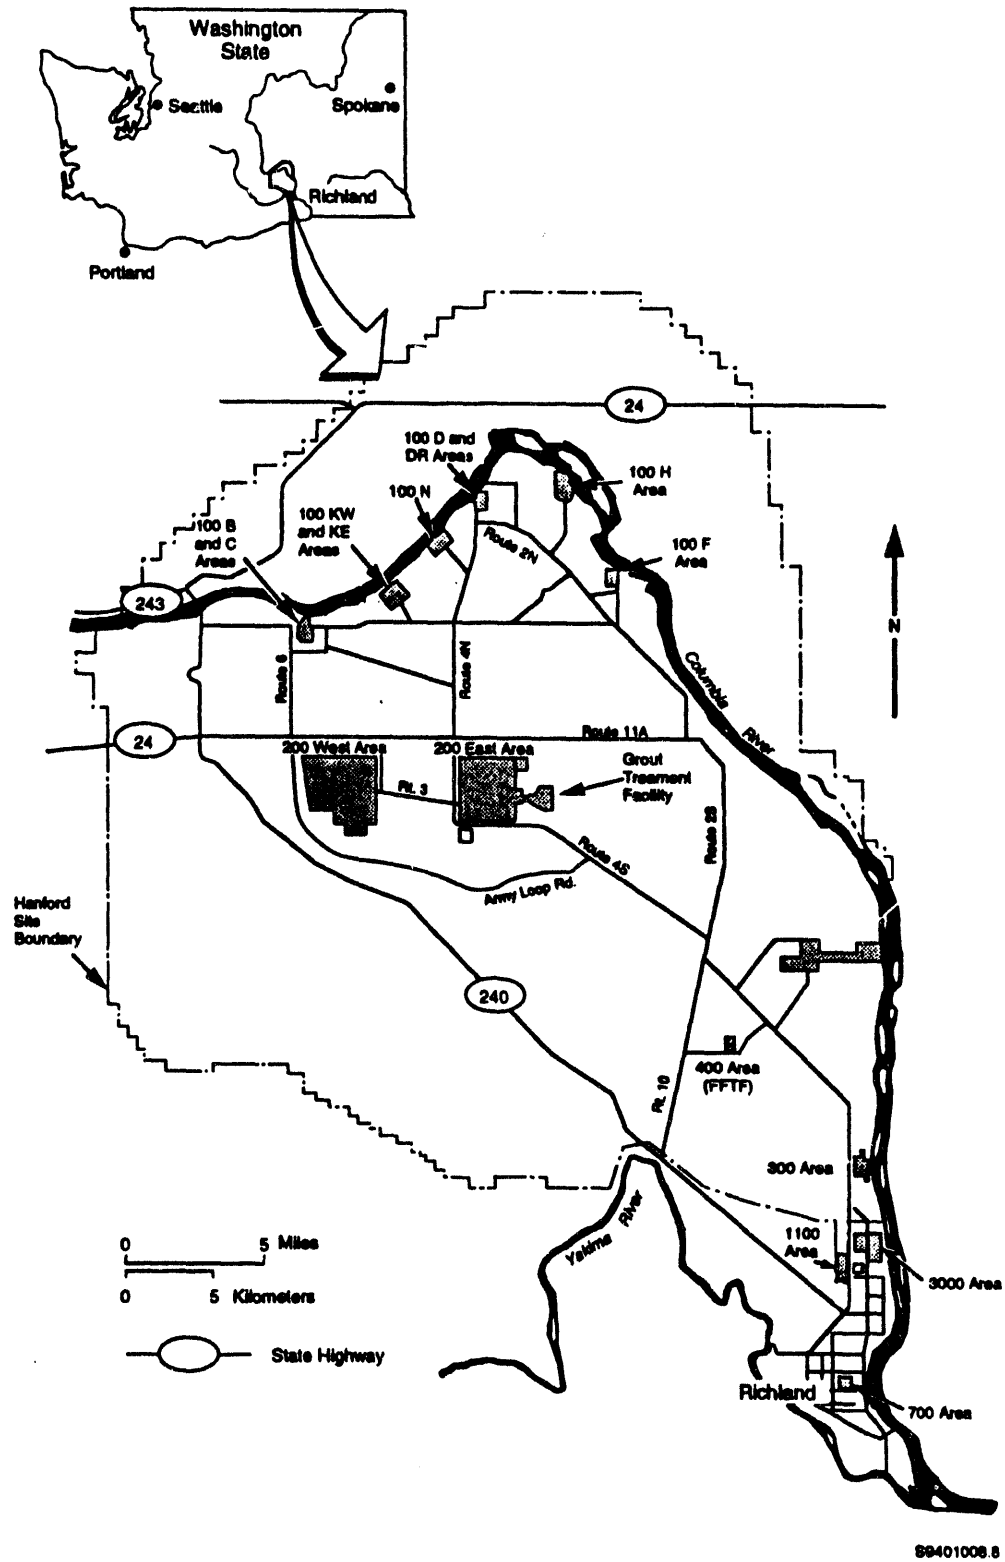 Washington
State
Seattle
Spokane
Richland
Portland
24
100 D and
DR Areas
100 H
Area
100 N
100 KW
and KE
Areas
100 B
and C
Areas
Route 2N
100 F
Area
243
N
Route 6
Route 4N
Columbia
River
24
Route 11A
200 West Area
200 East Area
Grout
Treament
Facility
Rt. 3
Route 2S
Route 4S
Army Loop Rd.
Hanford
Site
Boundary
240
400 Area
(FFTF)
Rt. 10
300 Area
Yakima River
1100
Area
3000 Area
0 5 Miles
0 5 Kilometers
State Highway
Richland
700 Area
S9401008.8